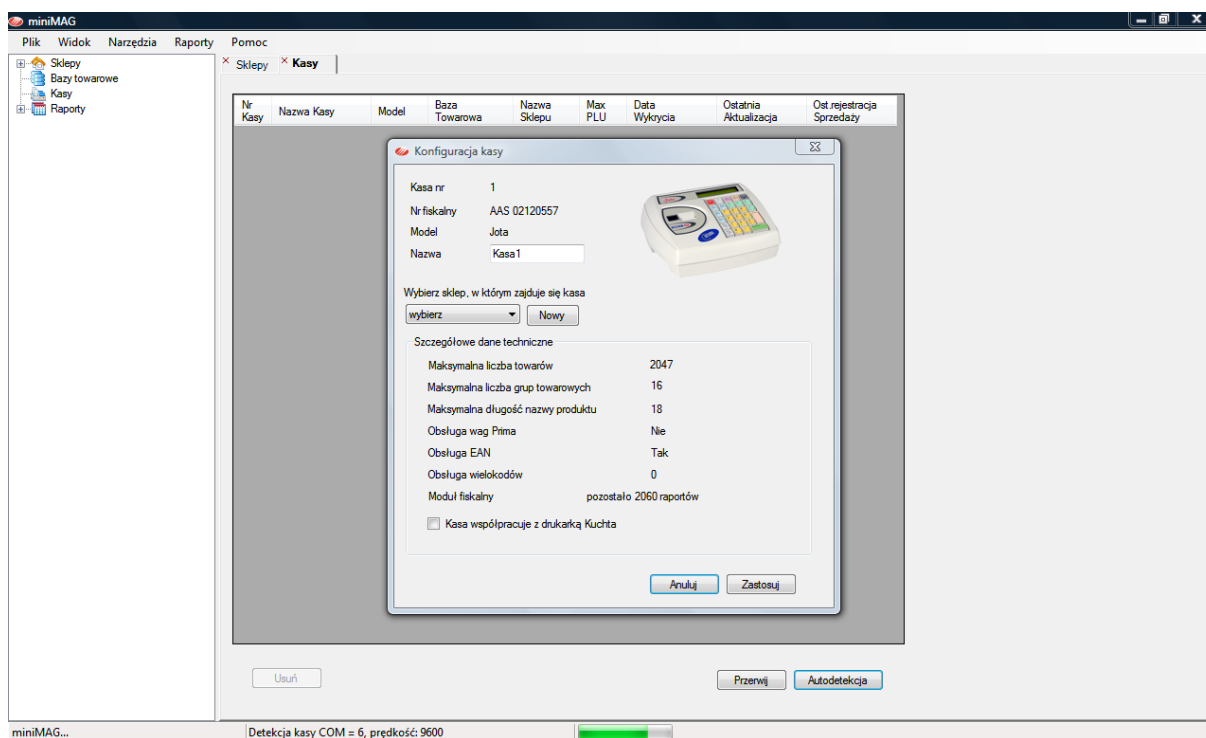 miniMAG
Plik Widok Narzędzia Raporty Pomoc
Sklepy
Bazy towarowe
Kasy
Raporty
Sklepy Kasy
Nr Kasy Nazwa Kasy Model Baza Towarowa Nazwa Sklepu Max PLU Data Wykrycia Ostatnia Aktualizacja Ost.rejestracja Sprzedaży
Konfiguracja kasy
Kasa nr 1
Nr fiskalny AAS 02120557
Model Jota
Nazwa Kasa1
Wybierz sklep, w którym zajduje się kasa
wybierz Nowy
Szczegółowe dane techniczne
Maksymalna liczba towarów 2047
Maksymalna liczba grup towarowych 16
Maksymalna długość nazwy produktu 18
Obsługa wag Prima Nie
Obsługa EAN Tak
Obsługa wielokodów 0
Moduł fiskalny pozostało 2060 raportów
Kasa współpracuje z drukarką Kuchta
Anuluj Zastosuj
Usuń Przerwij Autodetekcja
miniMAG... Detekcja kasy COM = 6, prędkość: 9600